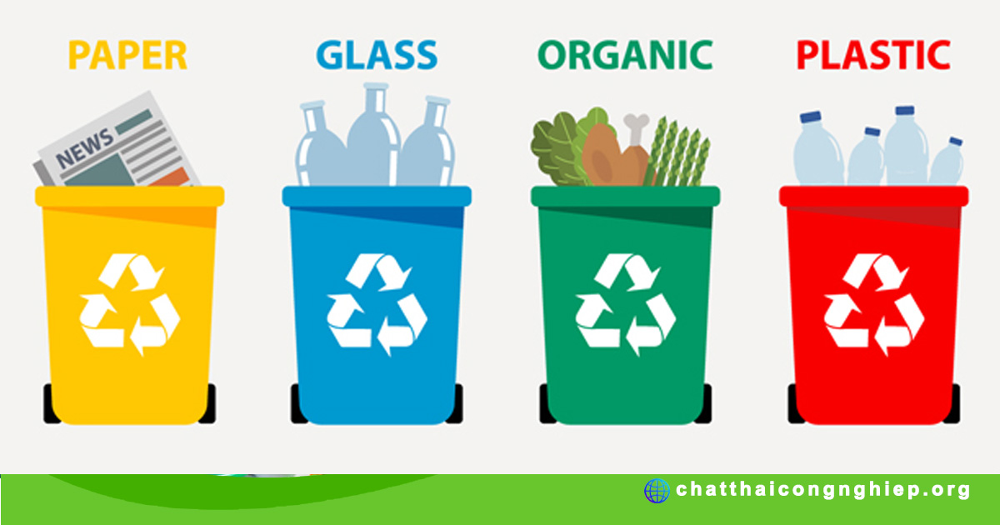 PAPER
GLASS
ORGANIC
PLASTIC
NEWS
chatthaicongnghiep.org